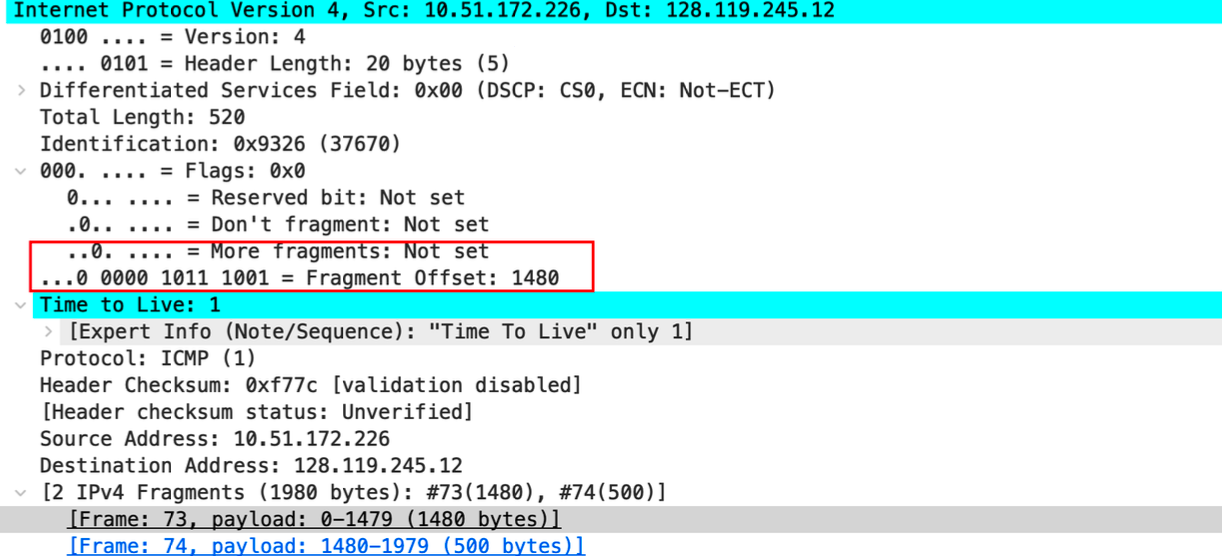 Internet Protocol Version 4, Src: 10.51.172.226, Dst: 128.119.245.12
0100 .... = Version: 4
.... 0101 = Header Length: 20 bytes (5)
Differentiated Services Field: 0x00 (DSCP: CS0, ECN: Not-ECT)
Total Length: 520
Identification: 0x9326 (37670)
000. .... = Flags: 0x0
0... .... = Reserved bit: Not set
.0.. .... = Don't fragment: Not set
..0. .... = More fragments: Not set
...0 0000 1011 1001 = Fragment Offset: 1480
Time to Live: 1
[Expert Info (Note/Sequence): "Time To Live" only 1]
Protocol: ICMP (1)
Header Checksum: 0xf77c [validation disabled]
[Header checksum status: Unverified]
Source Address: 10.51.172.226
Destination Address: 128.119.245.12
[2 IPv4 Fragments (1980 bytes): #73(1480), #74(500)]
[Frame: 73, payload: 0-1479 (1480 bytes)]
[Frame: 74, payload: 1480-1979 (500 bytes)]